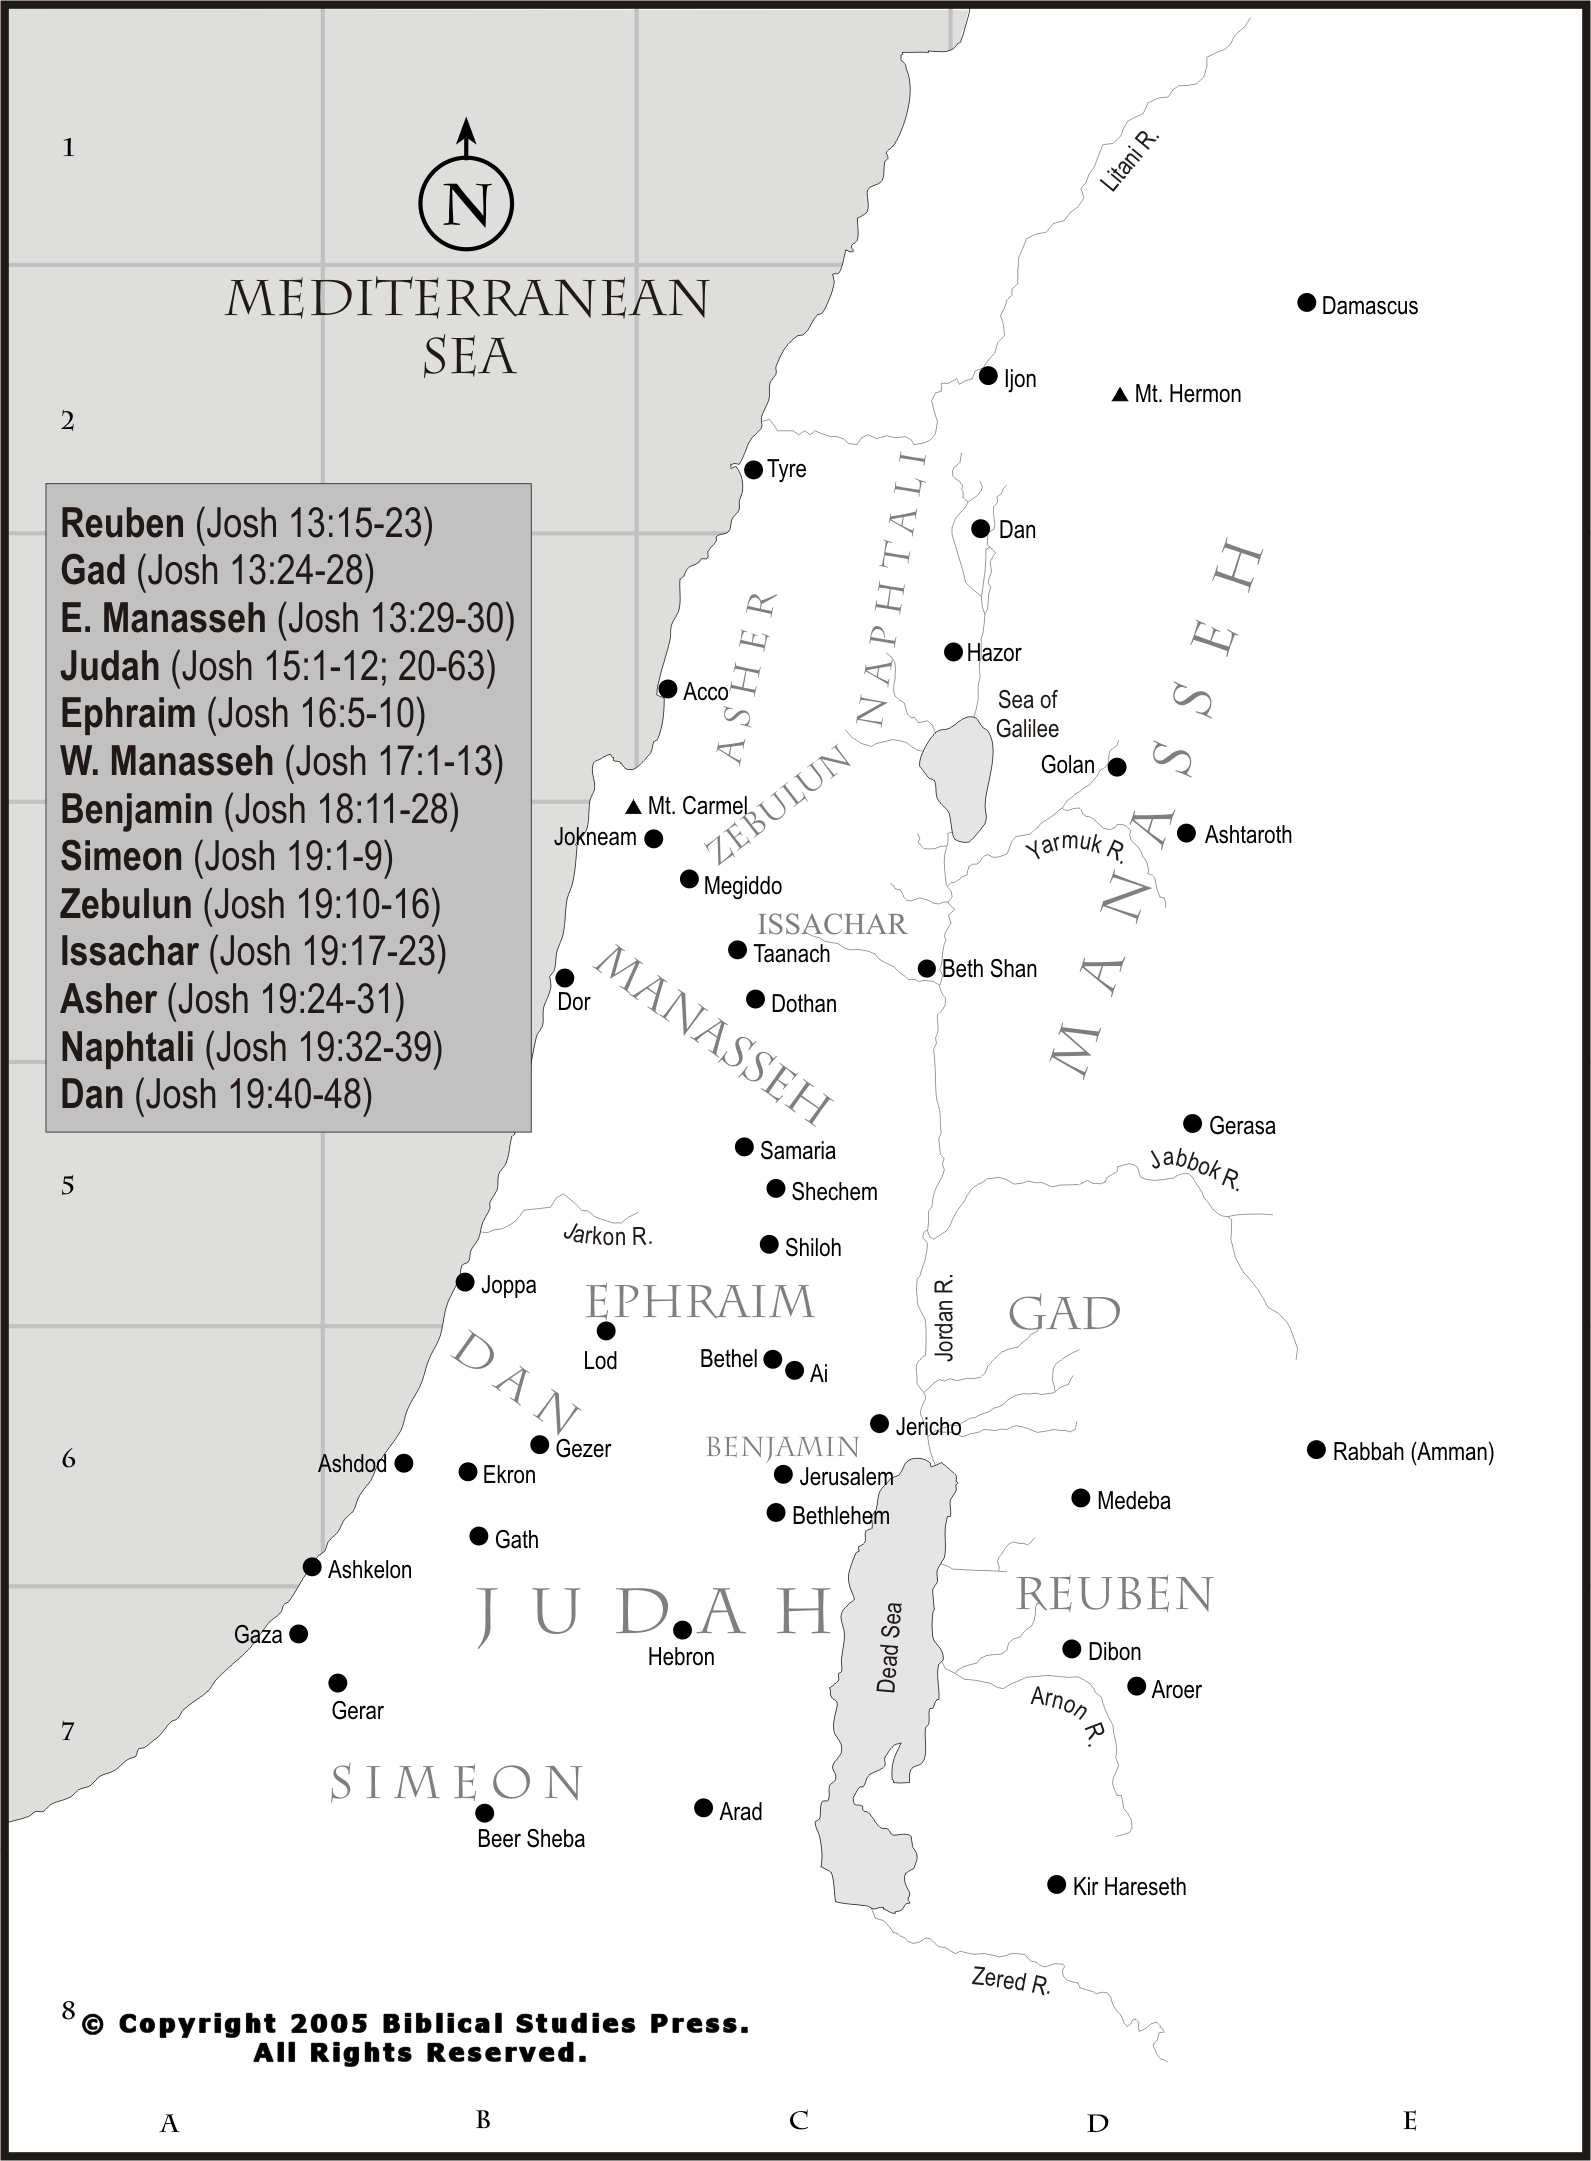 1
Litani R.
N
MEDITERRANEAN
SEA
Damascus
Ijon
Mt. Hermon
2
Tyre
NAPHTALI
Reuben (Josh 13:15-23)
Gad (Josh 13:24-28)
E. Manasseh (Josh 13:29-30)
Judah (Josh 15:1-12; 20-63)
Ephraim (Josh 16:5-10)
W. Manasseh (Josh 17:1-13)
Benjamin (Josh 18:11-28)
Simeon (Josh 19:1-9)
Zebulun (Josh 19:10-16)
Issachar (Josh 19:17-23)
Asher (Josh 19:24-31)
Naphtali (Josh 19:32-39)
Dan (Josh 19:40-48)
Dan
MANASSEH
ASHER
Hazor
Acco
Sea of
Galilee
Golan
ZEBULUN
Mt. Carmel
Jokneam
Ashtaroth
Yarmuk R.
Megiddo
ISSACHAR
Taanach
Beth Shan
MANASSEH
Dor
Dothan
Gerasa
Samaria
Jabbok R.
5
Shechem
Jarkon R.
Shiloh
Joppa
EPHRAIM
Jordan R.
GAD
DAN
Lod
Bethel
Ai
Jericho
BENJAMIN
Gezer
Rabbah (Amman)
6
Ashdod
Ekron
Jerusalem
Medeba
Bethlehem
Gath
Ashkelon
REUBEN
JUDAH
Gaza
Hebron
Dead Sea
Dibon
Aroer
Gerar
Arnon R.
7
SIMEON
Arad
Beer Sheba
Kir Hareseth
Zered R.
8
© Copyright 2005 Biblical Studies Press.
All Rights Reserved.
A B C D E